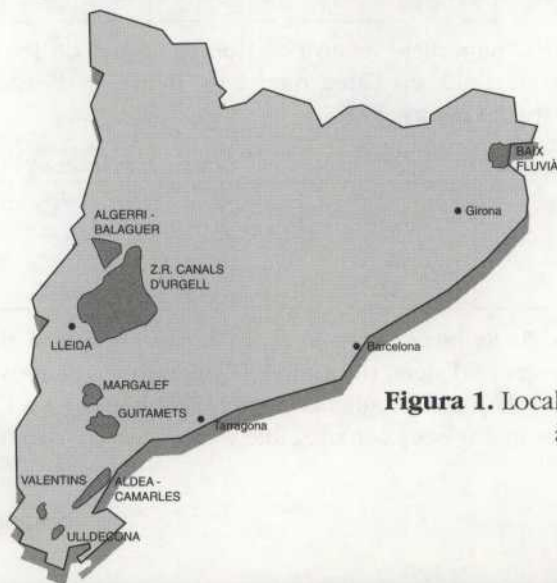 BAIX
FLUVIÀ
Girona
ALGERRI -
BALAGUER
Z.R. CANALS
D'URGELL
LLEIDA
Barcelona
MARGALEF
GUITAMETS
Tarragona
Figura 1. Local
VALENTINS
ALDEA -
CAMARLES
ULLDECONA